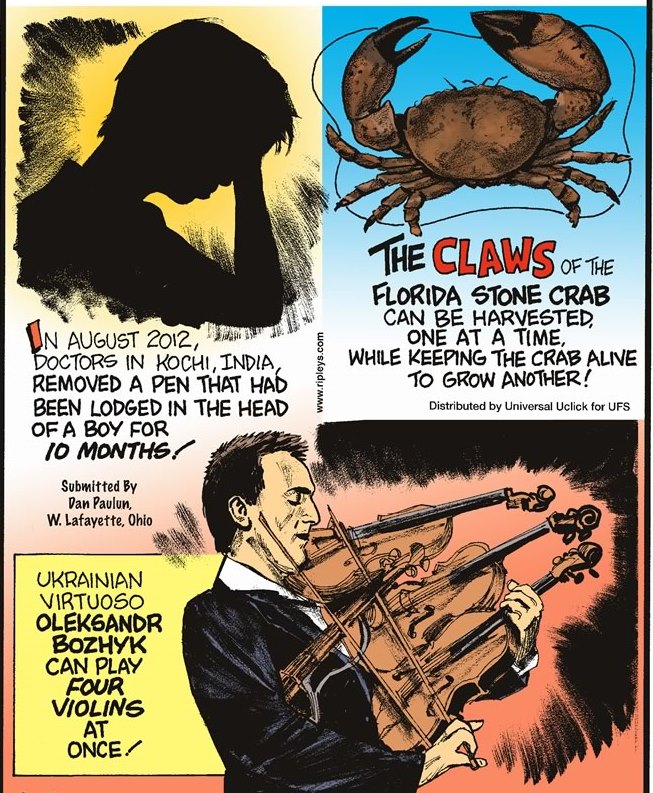 IN AUGUST 2012,
DOCTORS IN KOCHI, INDIA,
REMOVED A PEN THAT HAD
BEEN LODGED IN THE HEAD
OF A BOY FOR
10 MONTHS!
Submitted By
Dan Paulun,
W. Lafayette, Ohio
www.ripleys.com
THE CLAWS OF THE
FLORIDA STONE CRAB
CAN BE HARVESTED,
ONE AT A TIME,
WHILE KEEPING THE CRAB ALIVE
TO GROW ANOTHER!
Distributed by Universal Uclick for UFS
UKRAINIAN
VIRTUOSO
OLEKSANDR
BOZHYK
CAN PLAY
FOUR
VIOLINS
AT
ONCE!